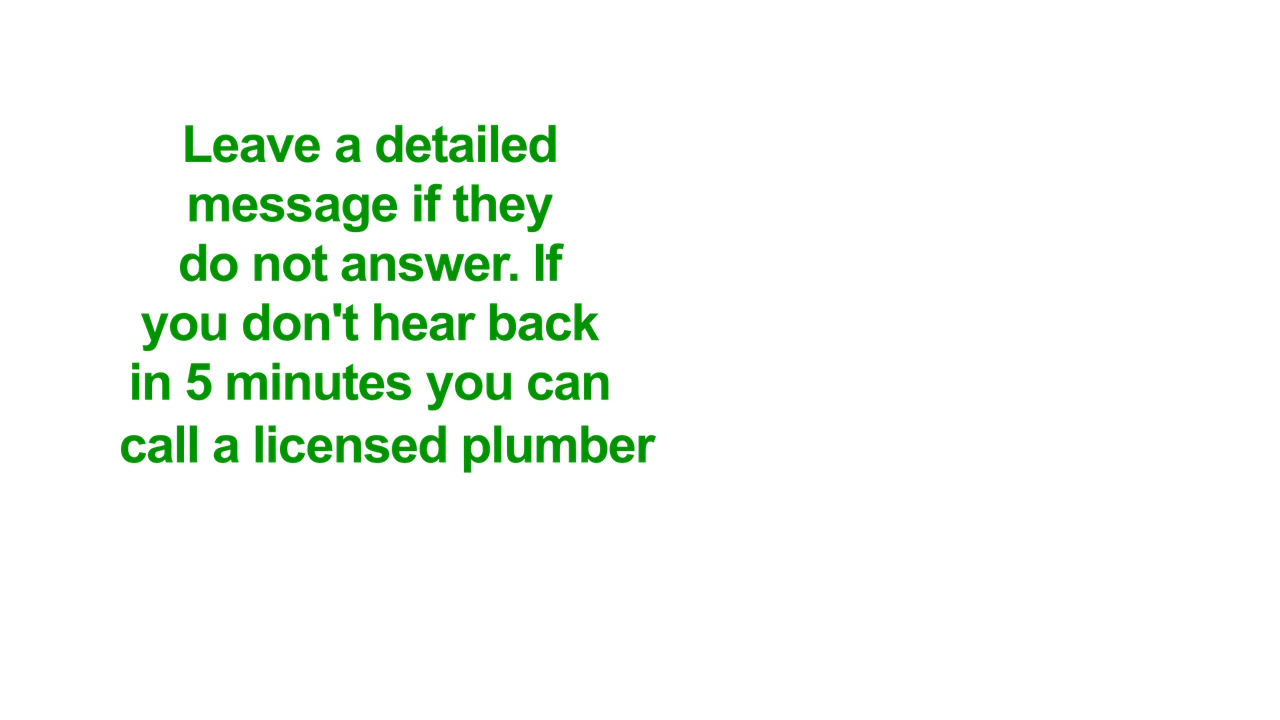 Leave a detailed
message if they
do not answer. If
you don't hear back
in 5 minutes you can
call a licensed plumber